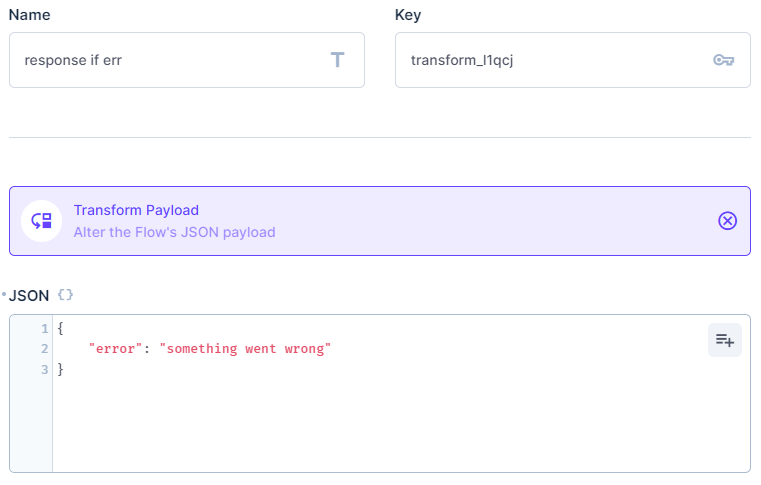 Name
Key
response if err
transform_l1qcj
Transform Payload
Alter the Flow's JSON payload
JSON {}
1 {
2 "error": "something went wrong"
3 }